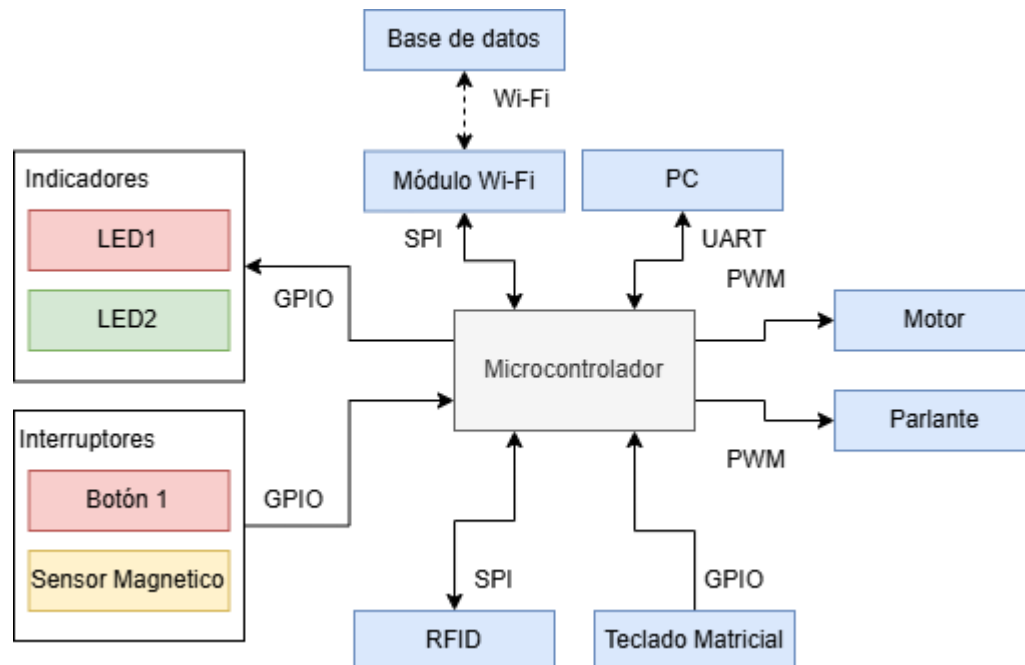 Base de datos
Wi-Fi
Indicadores
LED1
LED2
Módulo Wi-Fi
PC
SPI
UART
GPIO
PWM
Motor
Microcontrolador
Parlante
PWM
Interruptores
Botón 1
Sensor Magnetico
GPIO
SPI
GPIO
RFID
Teclado Matricial